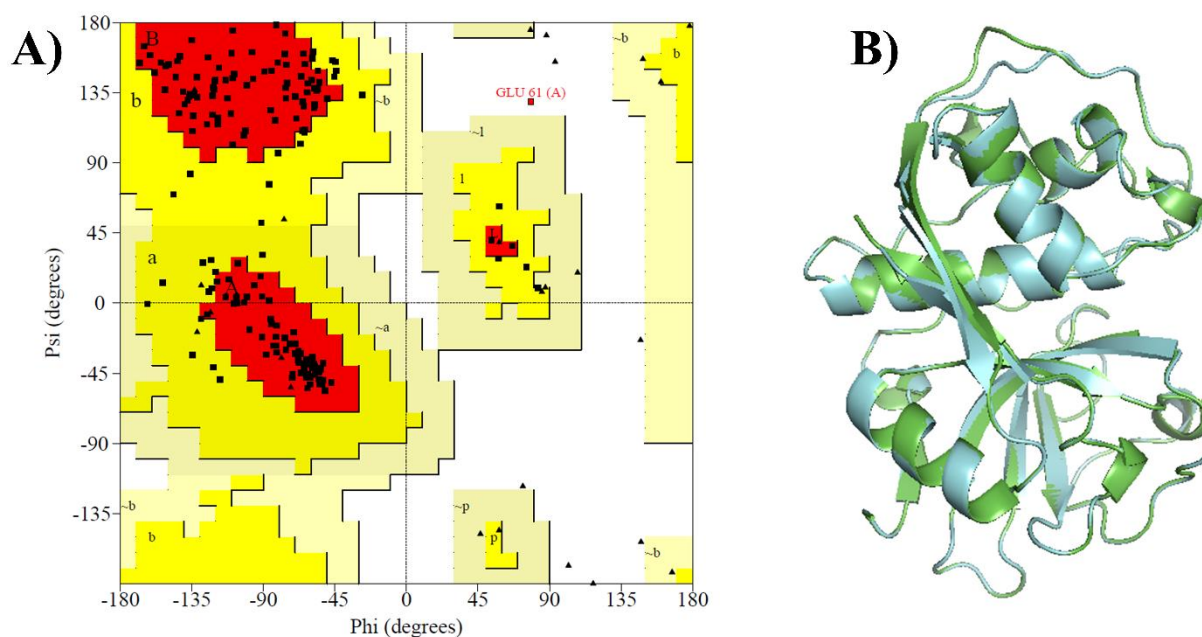 A)
B)
180
135
90
45
0
-45
-90
-135
-180
-135
-90
-45
0
45
90
135
180
Psi (degrees)
Phi (degrees)
B
b
~b
b
~b
~b
GLU 61 (A)
~l
l
L
a
A
~a
~b
b
~p
p
~b